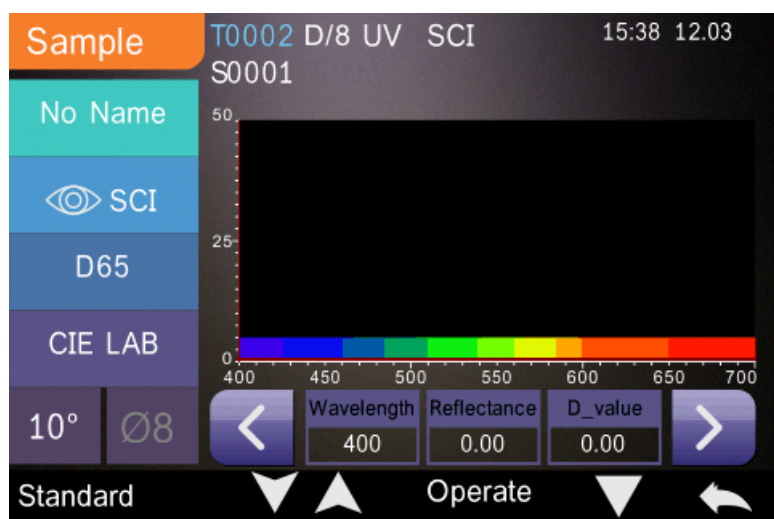 Sample
T0002 D/8 UV SCI
15:38 12.03
S0001
No Name
SCI
D65
CIE LAB
10° Ø8
50
25
0
400 450 500 550 600 650 700
Wavelength Reflectance D_value
400 0.00 0.00
Standard
Operate